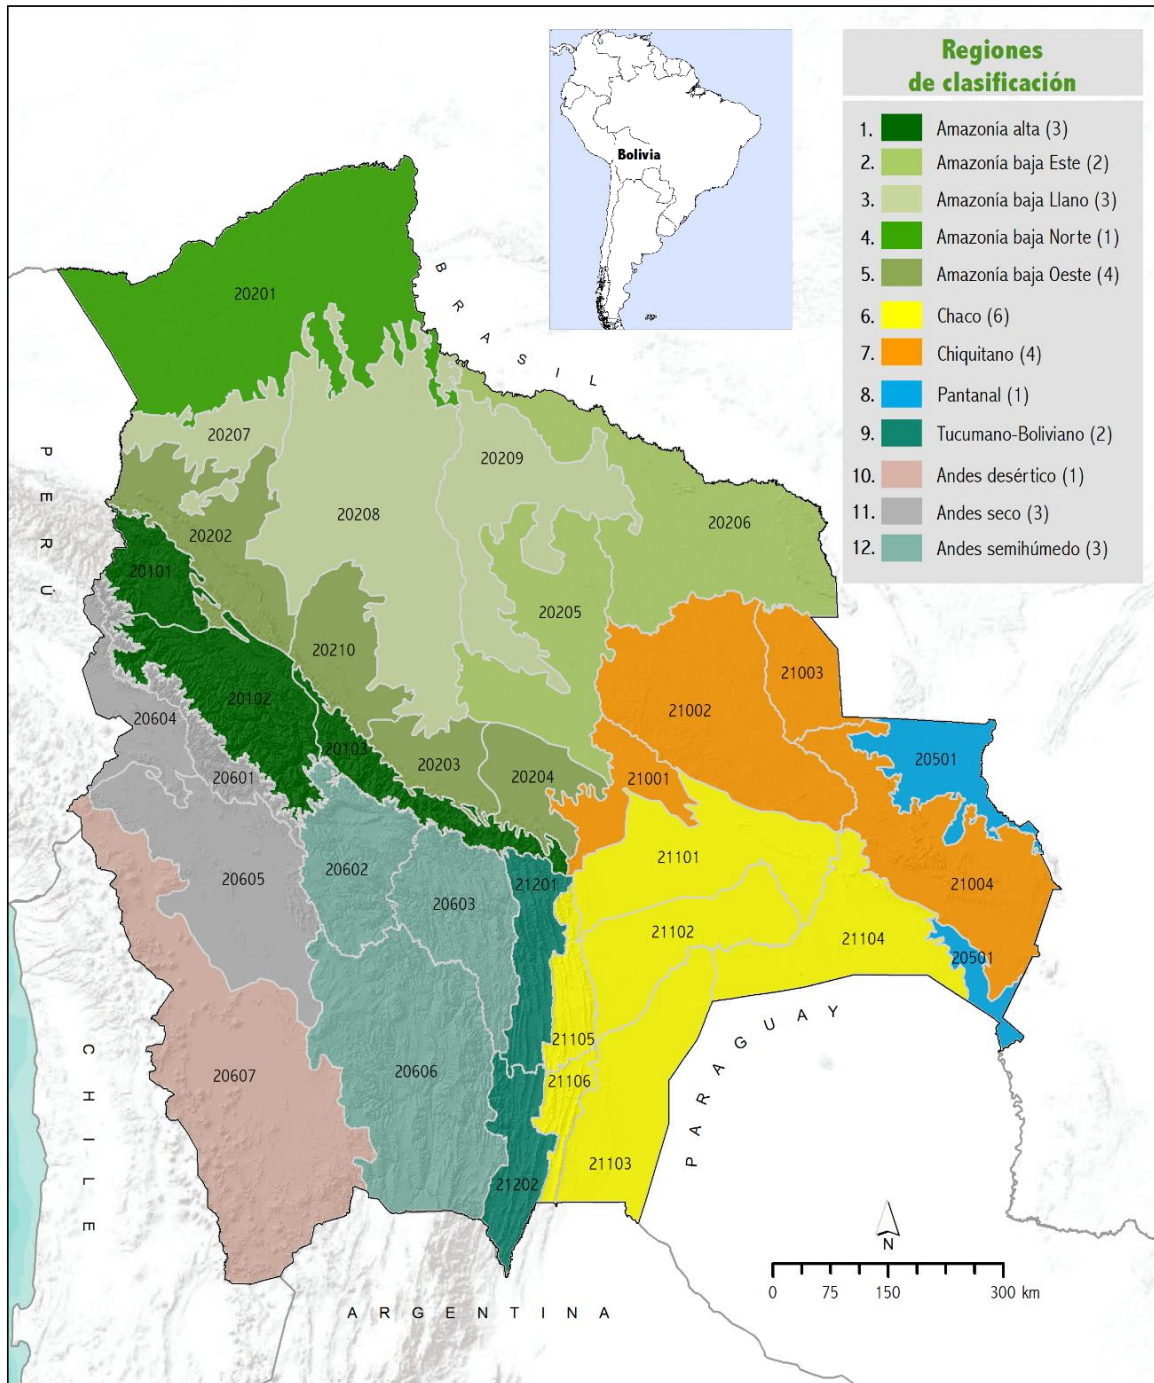 Regiones
de clasificación
1. Amazonía alta (3)
2. Amazonía baja Este (2)
3. Amazonía baja Llano (3)
4. Amazonía baja Norte (1)
5. Amazonía baja Oeste (4)
6. Chaco (6)
7. Chiquitano (4)
8. Pantanal (1)
9. Tucumano-Boliviano (2)
10. Andes desértico (1)
11. Andes seco (3)
12. Andes semihúmedo (3)
Bolivia
BRASIL
PERÚ
CHILE
ARGENTINA
PARAGUAY
20201
20207
20209
20208
20206
20202
20101
20205
20210
21003
20102
21002
20604
20103
20203
20204
21001
20501
20601
21101
20602
21201
20605
20603
21004
21102
21104
20501
21105
20606
20607
21106
21103
21202
N
0 75 150 300 km